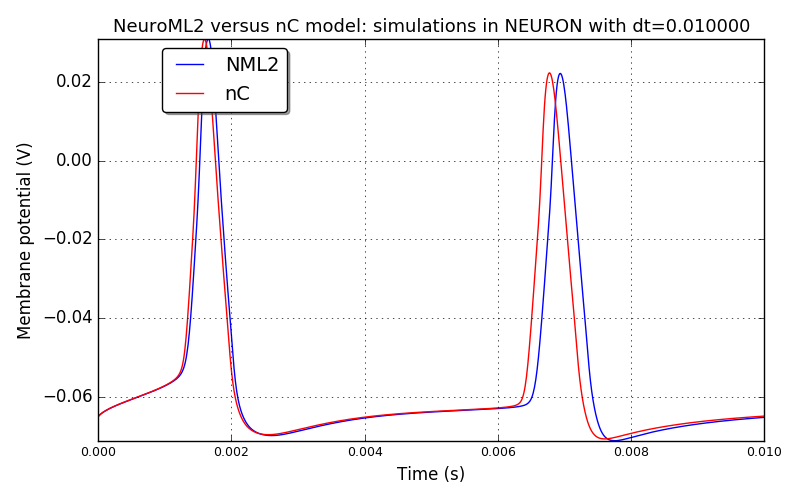 NeuroML2 versus nC model: simulations in NEURON with dt=0.010000
NML2
nC
0.02
0.00
−0.02
−0.04
−0.06
Membrane potential (V)
0.000
0.002
0.004
0.006
0.008
0.010
Time (s)